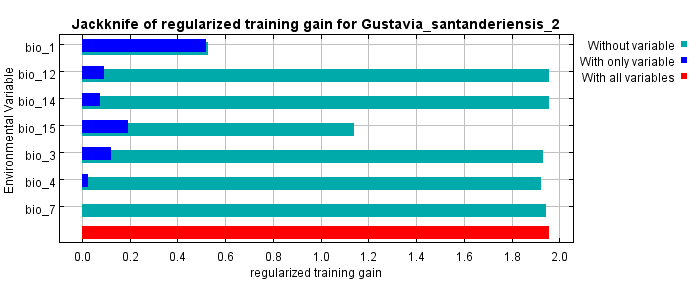 Jackknife of regularized training gain for Gustavia_santanderiensis_2
Environmental Variable
bio_1
bio_12
bio_14
bio_15
bio_3
bio_4
bio_7
0.0 0.2 0.4 0.6 0.8 1.0 1.2 1.4 1.6 1.8 2.0
regularized training gain
Without variable
With only variable
With all variables